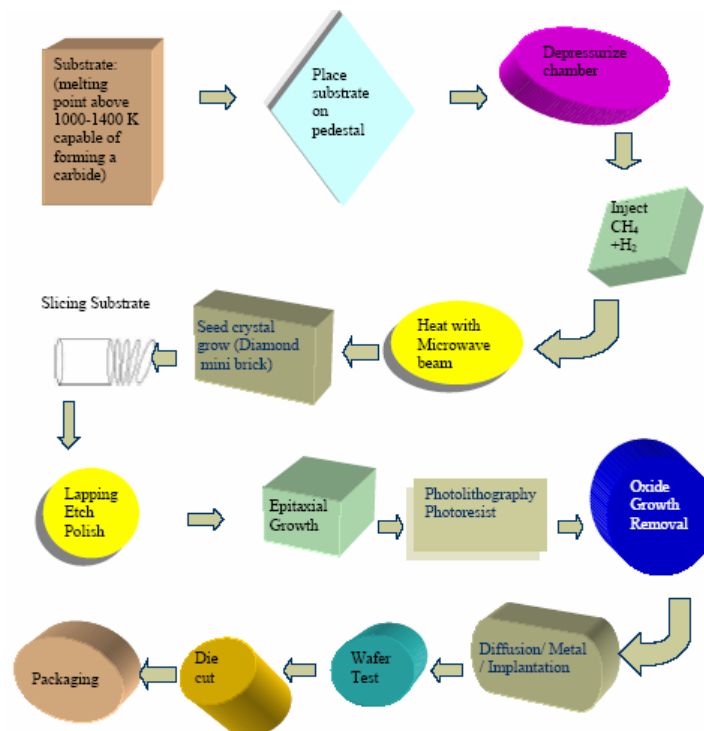 Substrate:
(melting
point above
1000-1400 K
capable of
forming a
carbide)
Place
substrate
on
pedestal
Depressurize
chamber
Inject
CH₄
+H₂
Heat with
Microwave
beam
Seed crystal
grow (Diamond
mini brick)
Slicing Substrate
Lapping
Etch
Polish
Epitaxial
Growth
Photolithography
Photoresist
Oxide
Growth
Removal
Diffusion/ Metal
/ Implantation
Wafer
Test
Die
cut
Packaging